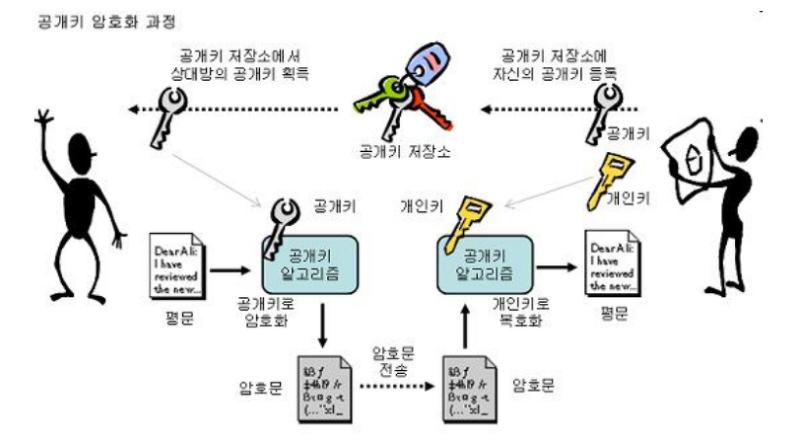 공개키 암호화 과정
공개키 저장소에서
상대방의 공개키 획득
공개키 저장소에
자신의 공개키 등록
공개키 저장소
공개키
개인키
공개키
개인키
Dear Ali:
I have
reviewed
the new...
평문
공개키
알고리즘
공개키로
암호화
공개키
알고리즘
개인키로
복호화
Dear Ali:
I have
reviewed
the new...
평문
암호문
암호문
전송
암호문